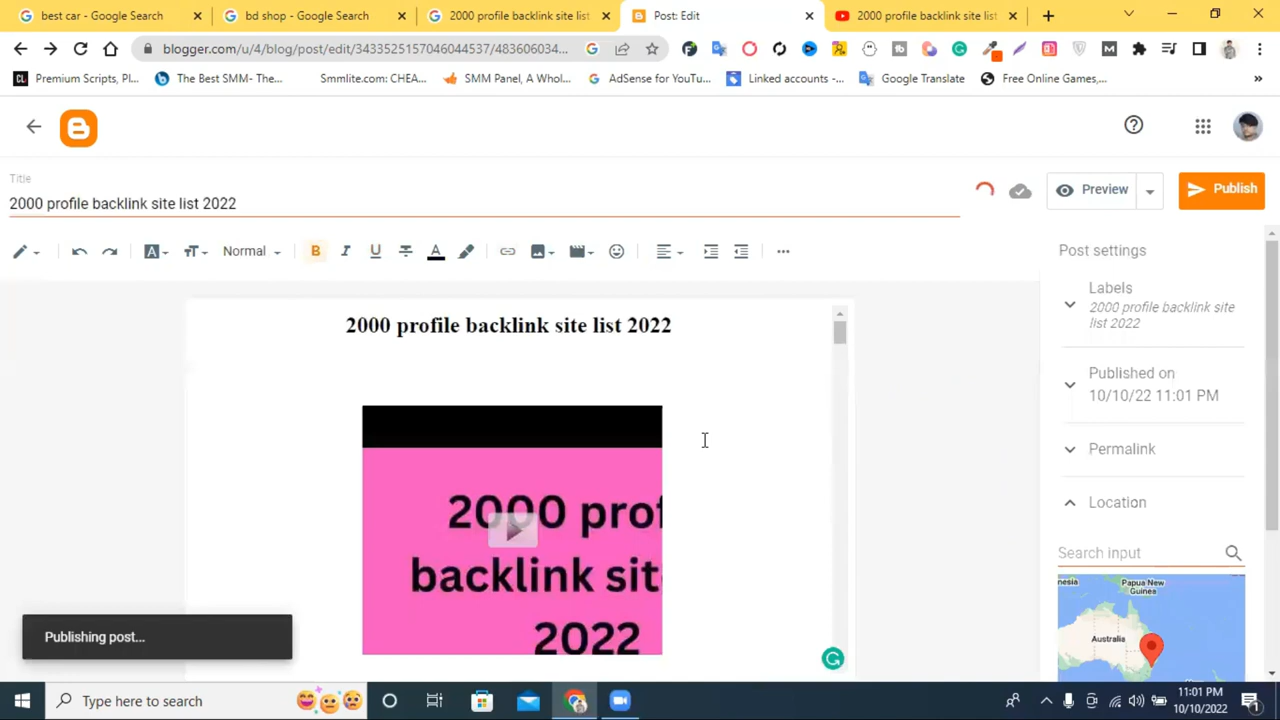 best car - Google Search
bd shop - Google Search
2000 profile backlink site list
Post: Edit
2000 profile backlink site list
blogger.com/u/4/blog/post/edit/3433525157046044537/483606034...
Premium Scripts, Pl...
The Best SMM- The...
Smmlite.com: CHEA...
SMM Panel, A Whol...
AdSense for YouTu...
Linked accounts -...
Google Translate
Free Online Games,...
Title
2000 profile backlink site list 2022
Preview
Publish
Normal
B
Post settings
Labels
2000 profile backlink site
list 2022
Published on
10/10/22 11:01 PM
Permalink
Location
Search input
nesia
Papua New
Guinea
Australia
2000 profile backlink site list 2022
2000 prof
backlink sit
2022
Publishing post...
Type here to search
11:01 PM
10/10/2022